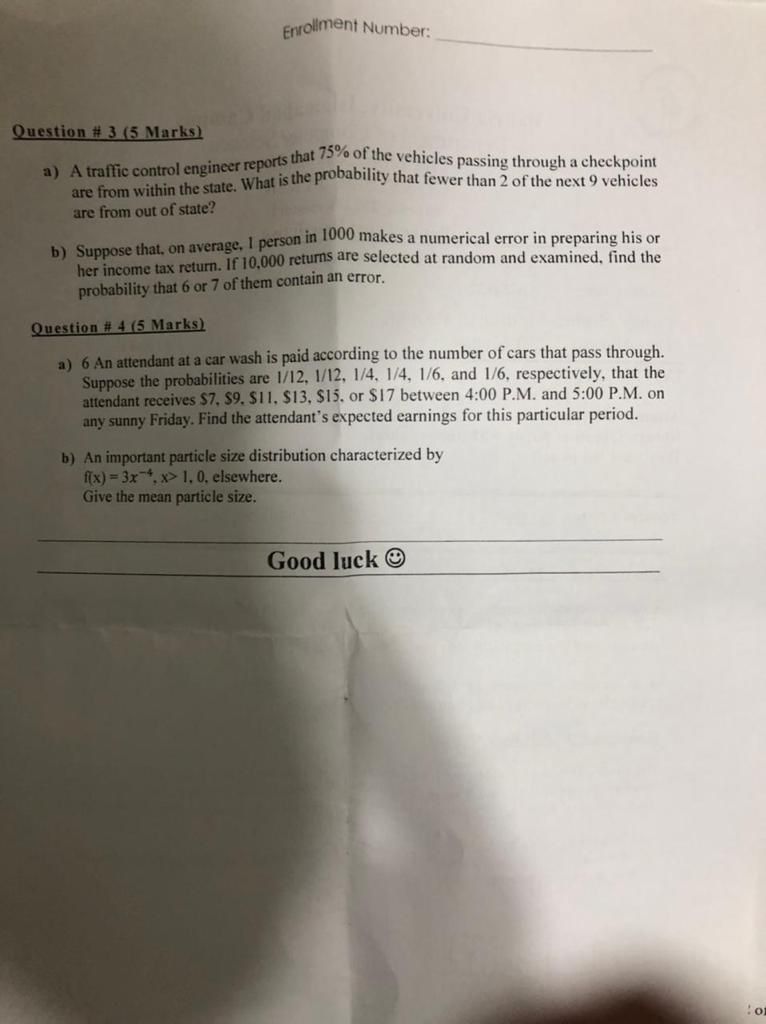 Enrollment Number:
Question # 3 (5 Marks)
a) A traffic control engineer reports that 75% of the vehicles passing through a checkpoint
are from within the state. What is the probability that fewer than 2 of the next 9 vehicles
are from out of state?
b) Suppose that, on average, 1 person in 1000 makes a numerical error in preparing his or
her income tax return. If 10,000 returns are selected at random and examined, find the
probability that 6 or 7 of them contain an error.
Question # 4 (5 Marks)
a) 6 An attendant at a car wash is paid according to the number of cars that pass through.
Suppose the probabilities are 1/12, 1/12, 1/4, 1/4, 1/6, and 1/6, respectively, that the
attendant receives $7, $9, $11, $13, $15, or $17 between 4:00 P.M. and 5:00 P.M. on
any sunny Friday. Find the attendant's expected earnings for this particular period.
b) An important particle size distribution characterized by
f(x) = 3x⁻⁴, x> 1, 0, elsewhere.
Give the mean particle size.
Good luck ☺